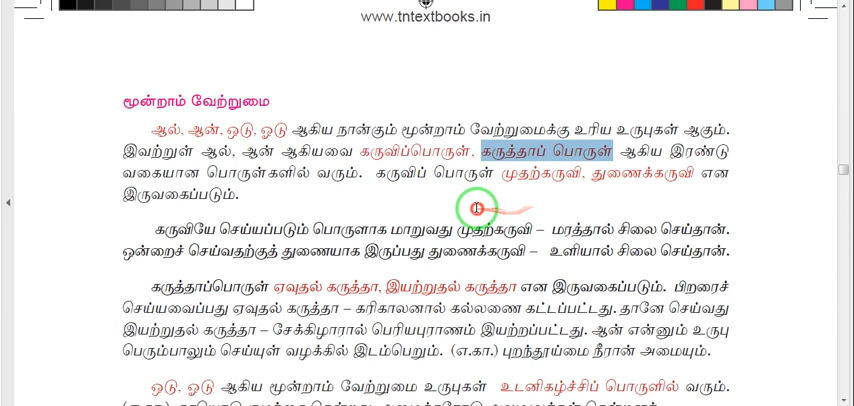 www.tntextbooks.in
மூன்றாம் வேற்றுமை
ஆல், ஆன், ஒடு, ஓடு ஆகிய நான்கும் மூன்றாம் வேற்றுமைக்கு உரிய உருபுகள் ஆகும்.
இவற்றுள் ஆல், ஆன் ஆகியவை கருவிப்பொருள், கருத்தாப் பொருள் ஆகிய இரண்டு
வகையான பொருள்களில் வரும். கருவிப் பொருள் முதற்கருவி, துணைக்கருவி என
இருவகைப்படும்.
கருவியே செய்யப்படும் பொருளாக மாறுவது முதற்கருவி – மரத்தால் சிலை செய்தான்.
ஒன்றைச் செய்வதற்குத் துணையாக இருப்பது துணைக்கருவி – உளியால் சிலை செய்தான்.
கருத்தாப்பொருள் ஏவுதல் கருத்தா, இயற்றுதல் கருத்தா என இருவகைப்படும். பிறரைச்
செய்யவைப்பது ஏவுதல் கருத்தா – கரிகாலனால் கல்லணை கட்டப்பட்டது. தானே செய்வது
இயற்றுதல் கருத்தா – சேக்கிழாரால் பெரியபுராணம் இயற்றப்பட்டது. ஆன் என்னும் உருபு
பெரும்பாலும் செய்யுள் வழக்கில் இடம்பெறும். (எ.கா.) புறந்தூய்மை நீரான் அமையும்.
ஒடு, ஓடு ஆகிய மூன்றாம் வேற்றுமை உருபுகள் உடனிகழ்ச்சிப் பொருளில் வரும்.